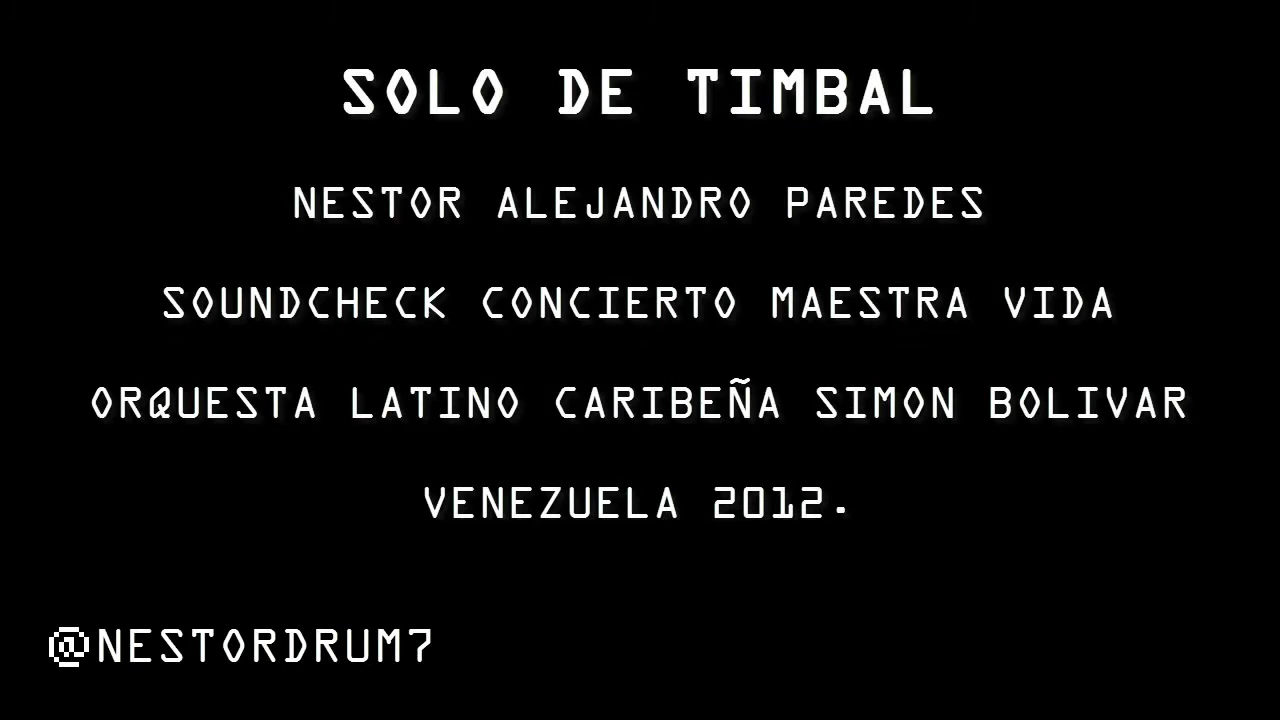 SOLO DE TIMBAL
NESTOR ALEJANDRO PAREDES
SOUNDCHECK CONCIERTO MAESTRA VIDA
ORQUESTA LATINO CARIBEÑA SIMON BOLIVAR
VENEZUELA 2012.
@NESTORDRUM7